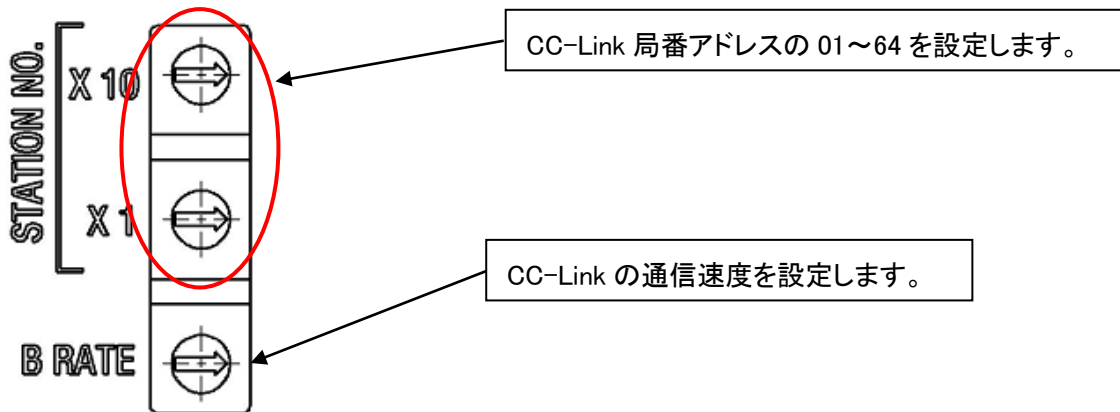 STATION NO.
X 10
X 1
B RATE
CC-Link 局番アドレスの 01～64 を設定します。
CC-Link の通信速度を設定します。